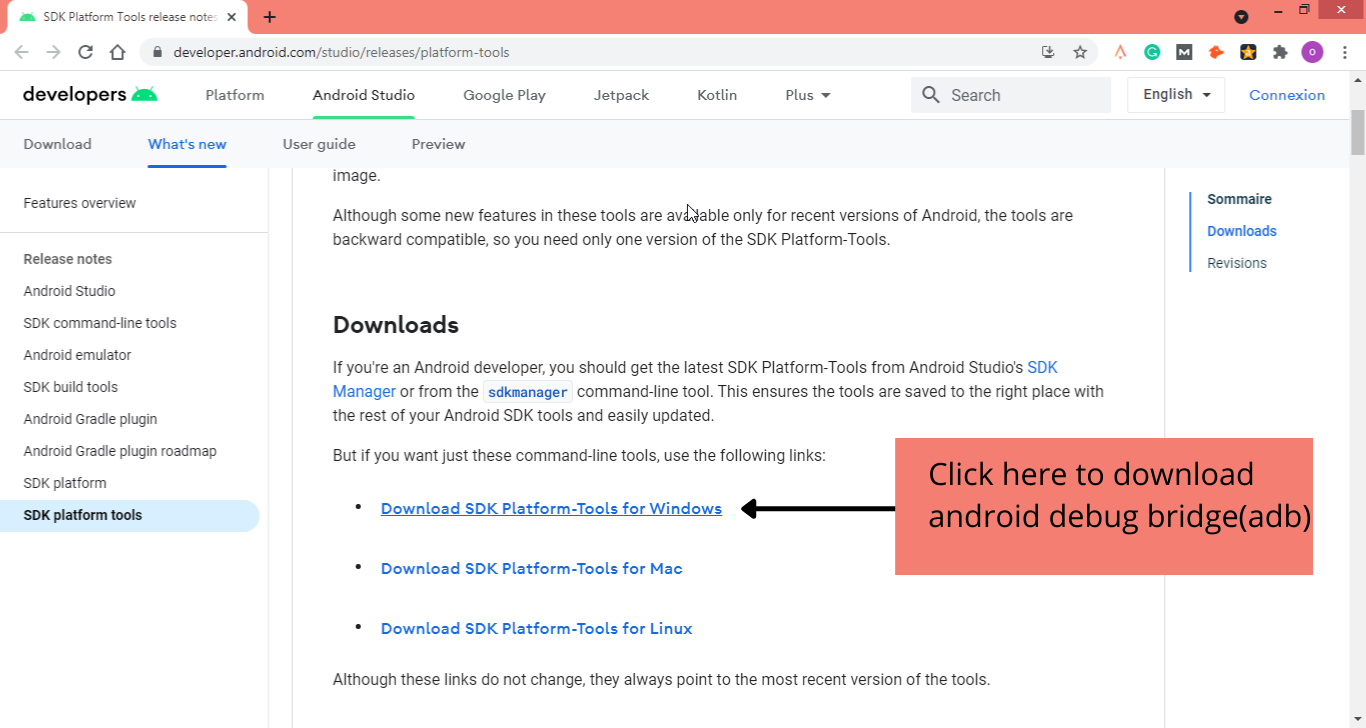 SDK Platform Tools release notes
developer.android.com/studio/releases/platform-tools
M
O
developers
Platform
Android Studio
Google Play
Jetpack
Kotlin
Plus
Search
English
Connexion
Download
What's new
User guide
Preview
Features overview
Release notes
Android Studio
SDK command-line tools
Android emulator
SDK build tools
Android Gradle plugin
Android Gradle plugin roadmap
SDK platform
SDK platform tools
image.
Although some new features in these tools are available only for recent versions of Android, the tools are
backward compatible, so you need only one version of the SDK Platform-Tools.
Downloads
If you're an Android developer, you should get the latest SDK Platform-Tools from Android Studio's SDK
Manager or from the sdkmanager command-line tool. This ensures the tools are saved to the right place with
the rest of your Android SDK tools and easily updated.
But if you want just these command-line tools, use the following links:
• Download SDK Platform-Tools for Windows
• Download SDK Platform-Tools for Mac
• Download SDK Platform-Tools for Linux
Although these links do not change, they always point to the most recent version of the tools.
Click here to download
android debug bridge(adb)
Sommaire
Downloads
Revisions